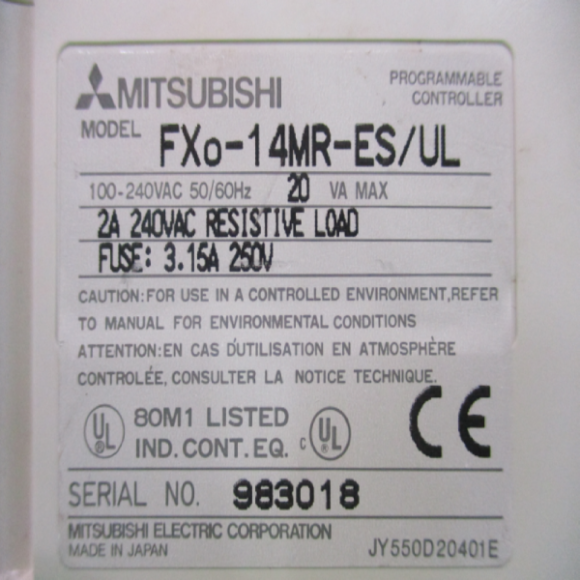 MITSUBISHI
PROGRAMMABLE
CONTROLLER
MODEL FXo-14MR-ES/UL
100-240VAC 50/60Hz 20 VA MAX
2A 240VAC RESISTIVE LOAD
FUSE: 3.15A 250V
CAUTION:FOR USE IN A CONTROLLED ENVIRONMENT,REFER
TO MANUAL FOR ENVIRONMENTAL CONDITIONS
ATTENTION:EN CAS D'UTILISATION EN ATMOSPHÈRE
CONTROLÉE, CONSULTER LA NOTICE TECHNIQUE.
UL 80M1 LISTED
IND.CONT.EQ. c UL
CE
SERIAL NO. 983018
MITSUBISHI ELECTRIC CORPORATION
MADE IN JAPAN JY550D20401E